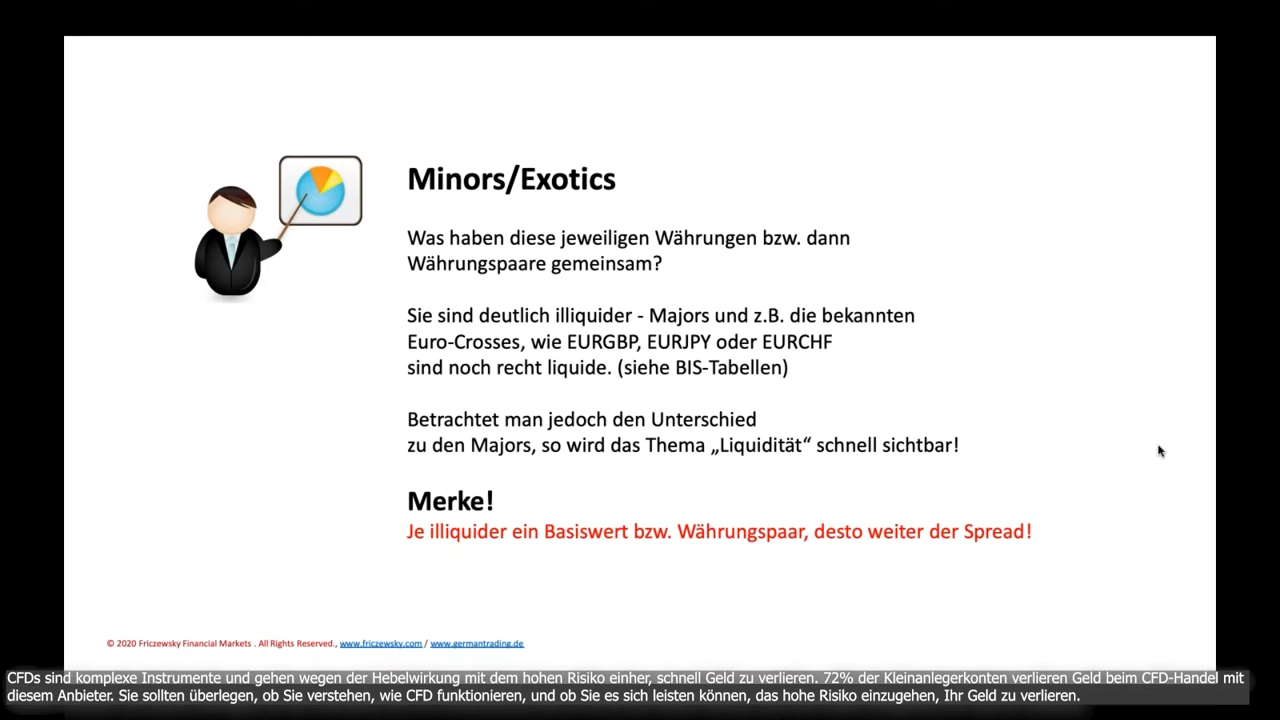 Minors/Exotics
Was haben diese jeweiligen Währungen bzw. dann
Währungspaare gemeinsam?
Sie sind deutlich illiquider - Majors und z.B. die bekannten
Euro-Crosses, wie EURGBP, EURJPY oder EURCHF
sind noch recht liquide. (siehe BIS-Tabellen)
Betrachtet man jedoch den Unterschied
zu den Majors, so wird das Thema „Liquidität“ schnell sichtbar!
Merke!
Je illiquider ein Basiswert bzw. Währungspaar, desto weiter der Spread!
© 2020 Friczewsky Financial Markets . All Rights Reserved., www.friczewsky.com / www.germantrading.de
CFDs sind komplexe Instrumente und gehen wegen der Hebelwirkung mit dem hohen Risiko einher, schnell Geld zu verlieren. 72% der Kleinanlegerkonten verlieren Geld beim CFD-Handel mit
diesem Anbieter. Sie sollten überlegen, ob Sie verstehen, wie CFD funktionieren, und ob Sie es sich leisten können, das hohe Risiko einzugehen, Ihr Geld zu verlieren.